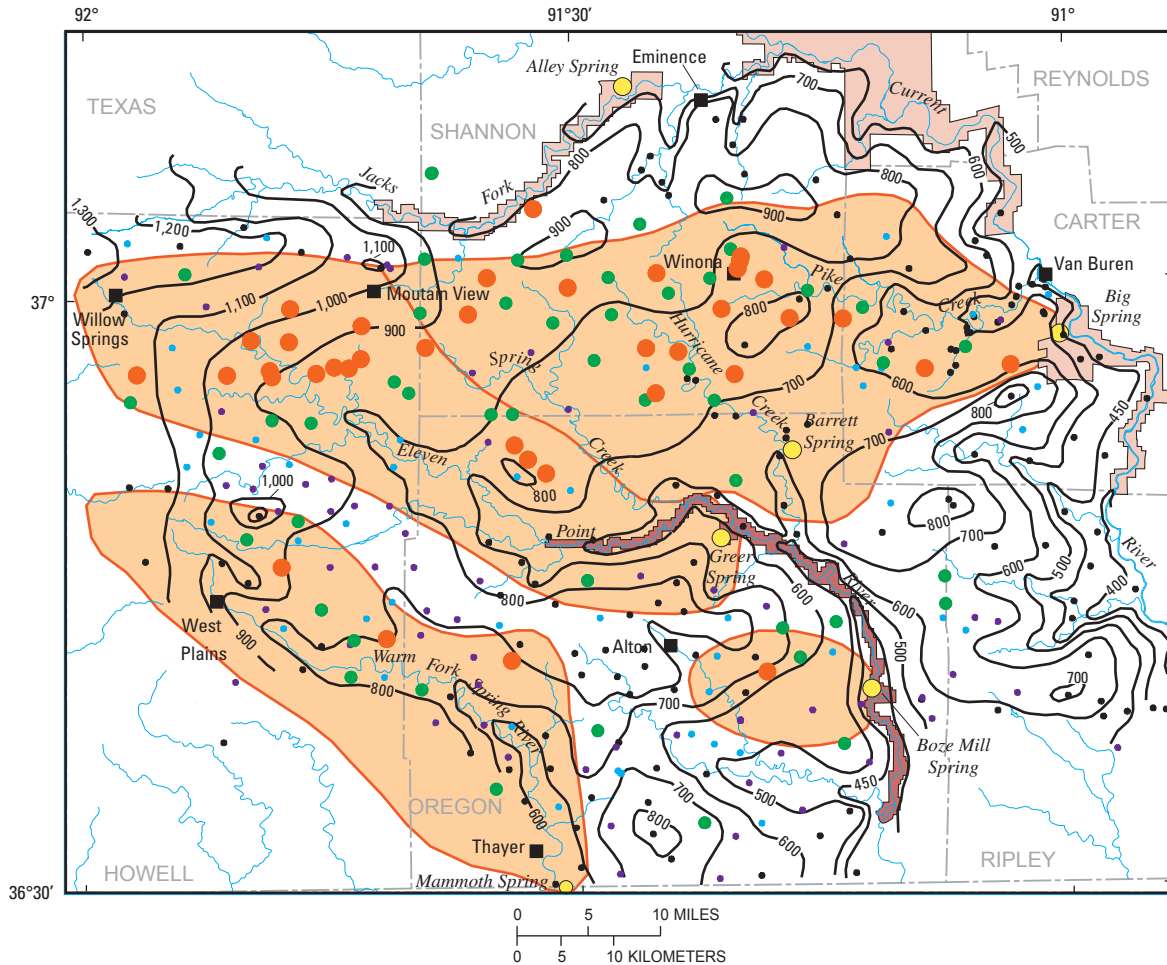 92°
91°30'
91°
Alley Spring
Eminence
700
REYNOLDS
TEXAS
Current
SHANNON
500
800
600
Jacks
800
Fork
1,300
900
CARTER
1,200
900
1,100
Winona
Van Buren
Moutain View
Pike
1,100
1,000
Big
Spring
37°
800
Creek
Willow
Springs
900
Hurricane
Spring
700
600
450
800
Creek
Barrett
Spring
700
Eleven
Creek
1,000
800
800
Point
700
Greer
Spring
River
600
500
River
800
600
600
400
West
Plains
900
Alton
500
Warm
Fork
700
800
Spring
700
River
Boze Mill
Spring
450
700
500
OREGON
800
600
600
Thayer
HOWELL
RIPLEY
Mammoth Spring
36°30'
0 5 10 MILES
0 5 10 KILOMETERS